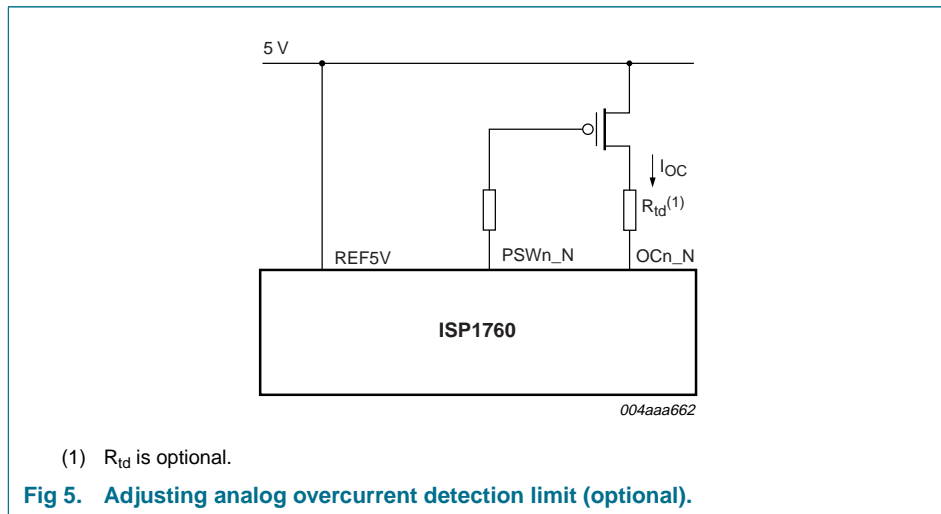 5 V
I_OC
R_td(1)
REF5V PSWn_N OCn_N
ISP1760
004aaa662
(1) R_td is optional.
Fig 5. Adjusting analog overcurrent detection limit (optional).